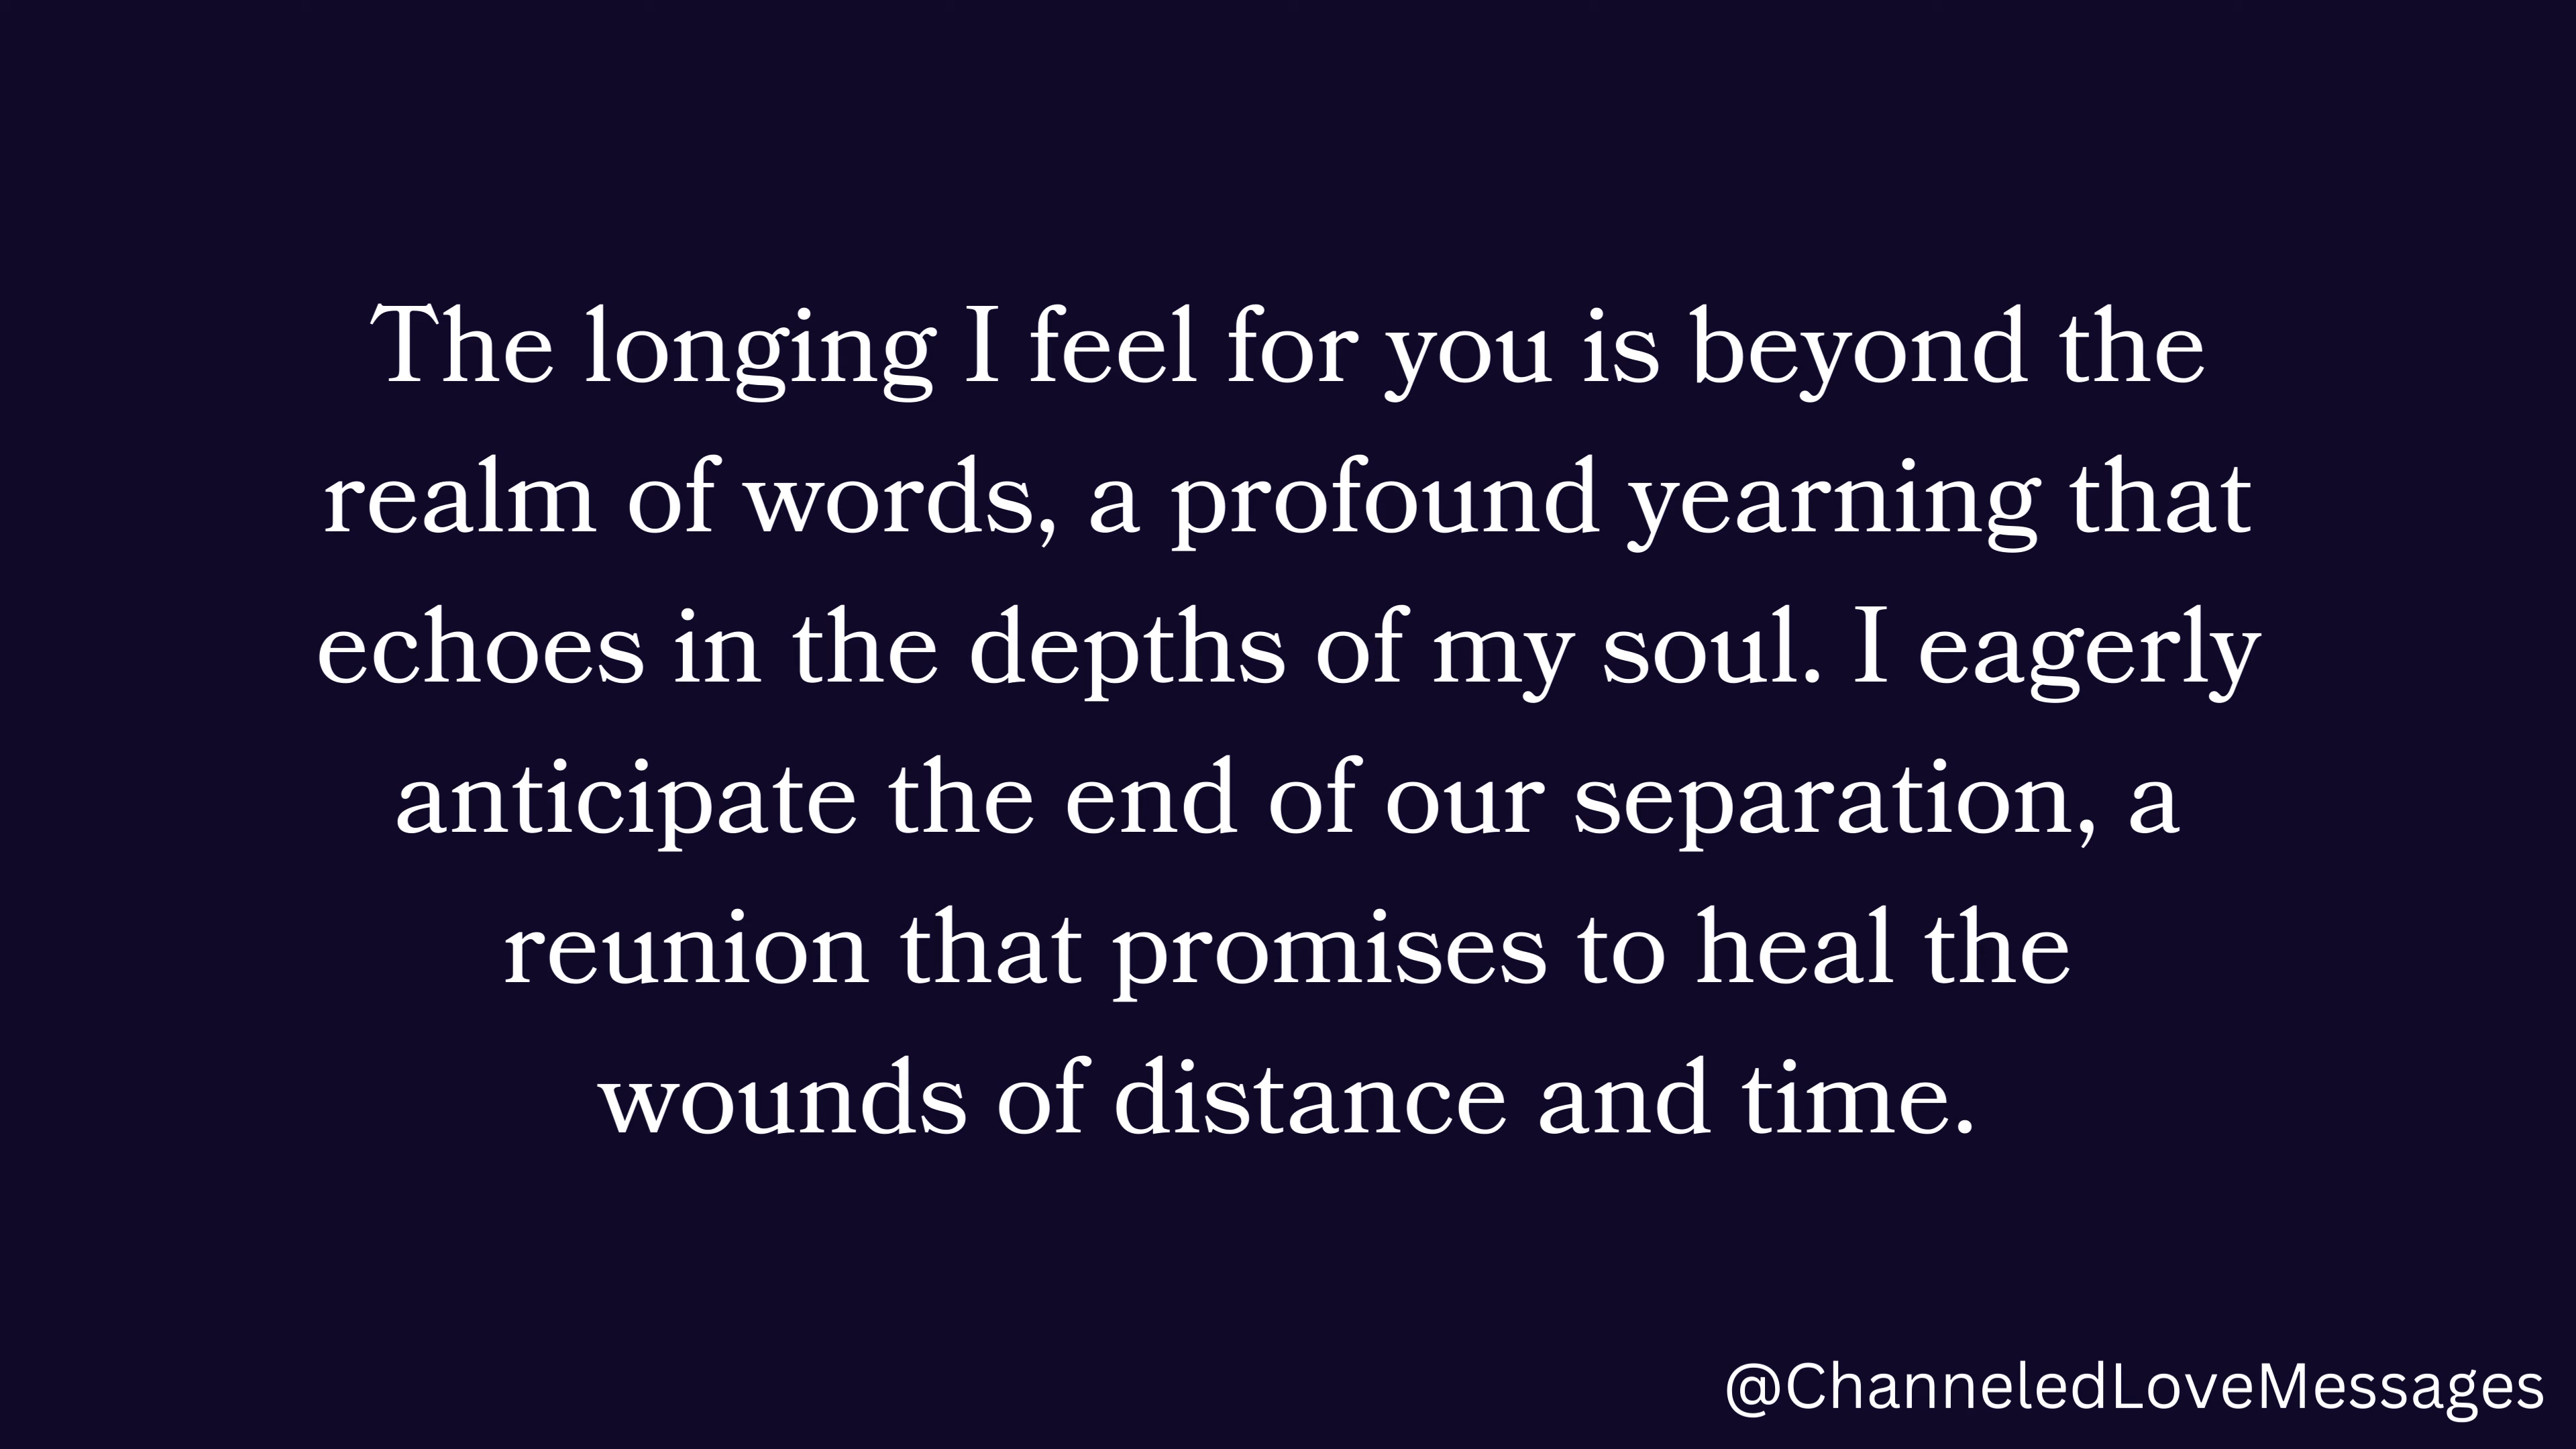 The longing I feel for you is beyond the
realm of words, a profound yearning that
echoes in the depths of my soul. I eagerly
anticipate the end of our separation, a
reunion that promises to heal the
wounds of distance and time.
@ChanneledLoveMessages